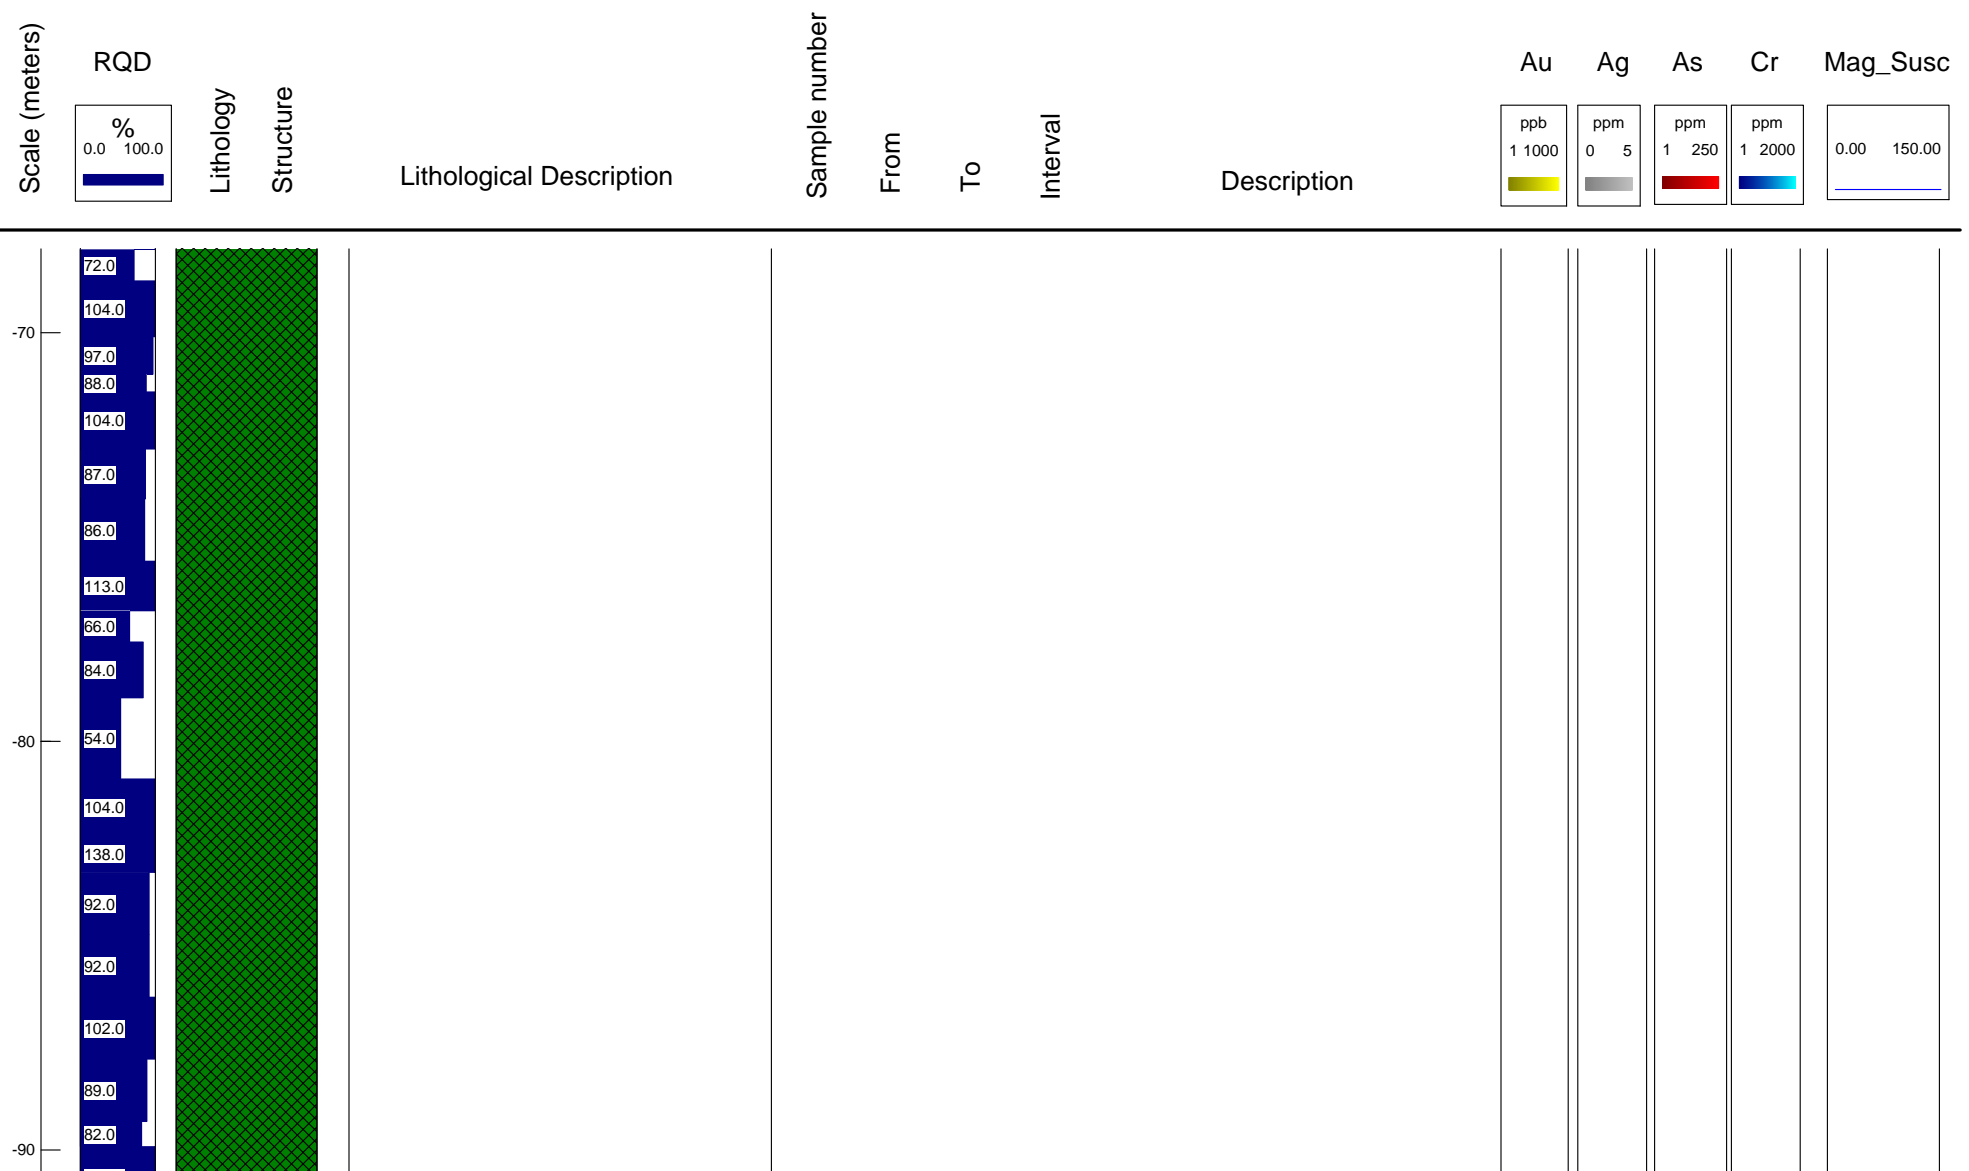 Scale (meters)
RQD
%
0.0 100.0
Lithology
Structure
Lithological Description
Sample number
From
To
Interval
Description
Au
ppb
1 1000
Ag
ppm
0 5
As
ppm
1 250
Cr
ppm
1 2000
Mag_Susc
0.00 150.00
72.0
104.0
-70
97.0
88.0
104.0
87.0
86.0
113.0
66.0
84.0
-80
54.0
104.0
138.0
92.0
92.0
102.0
89.0
82.0
-90